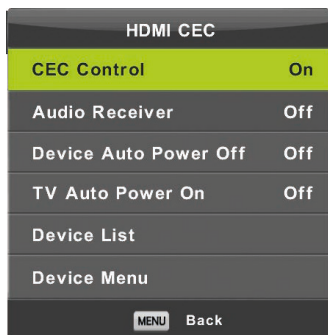 HDMI CEC
CEC Control On
Audio Receiver Off
Device Auto Power Off Off
TV Auto Power On Off
Device List
Device Menu
MENU Back